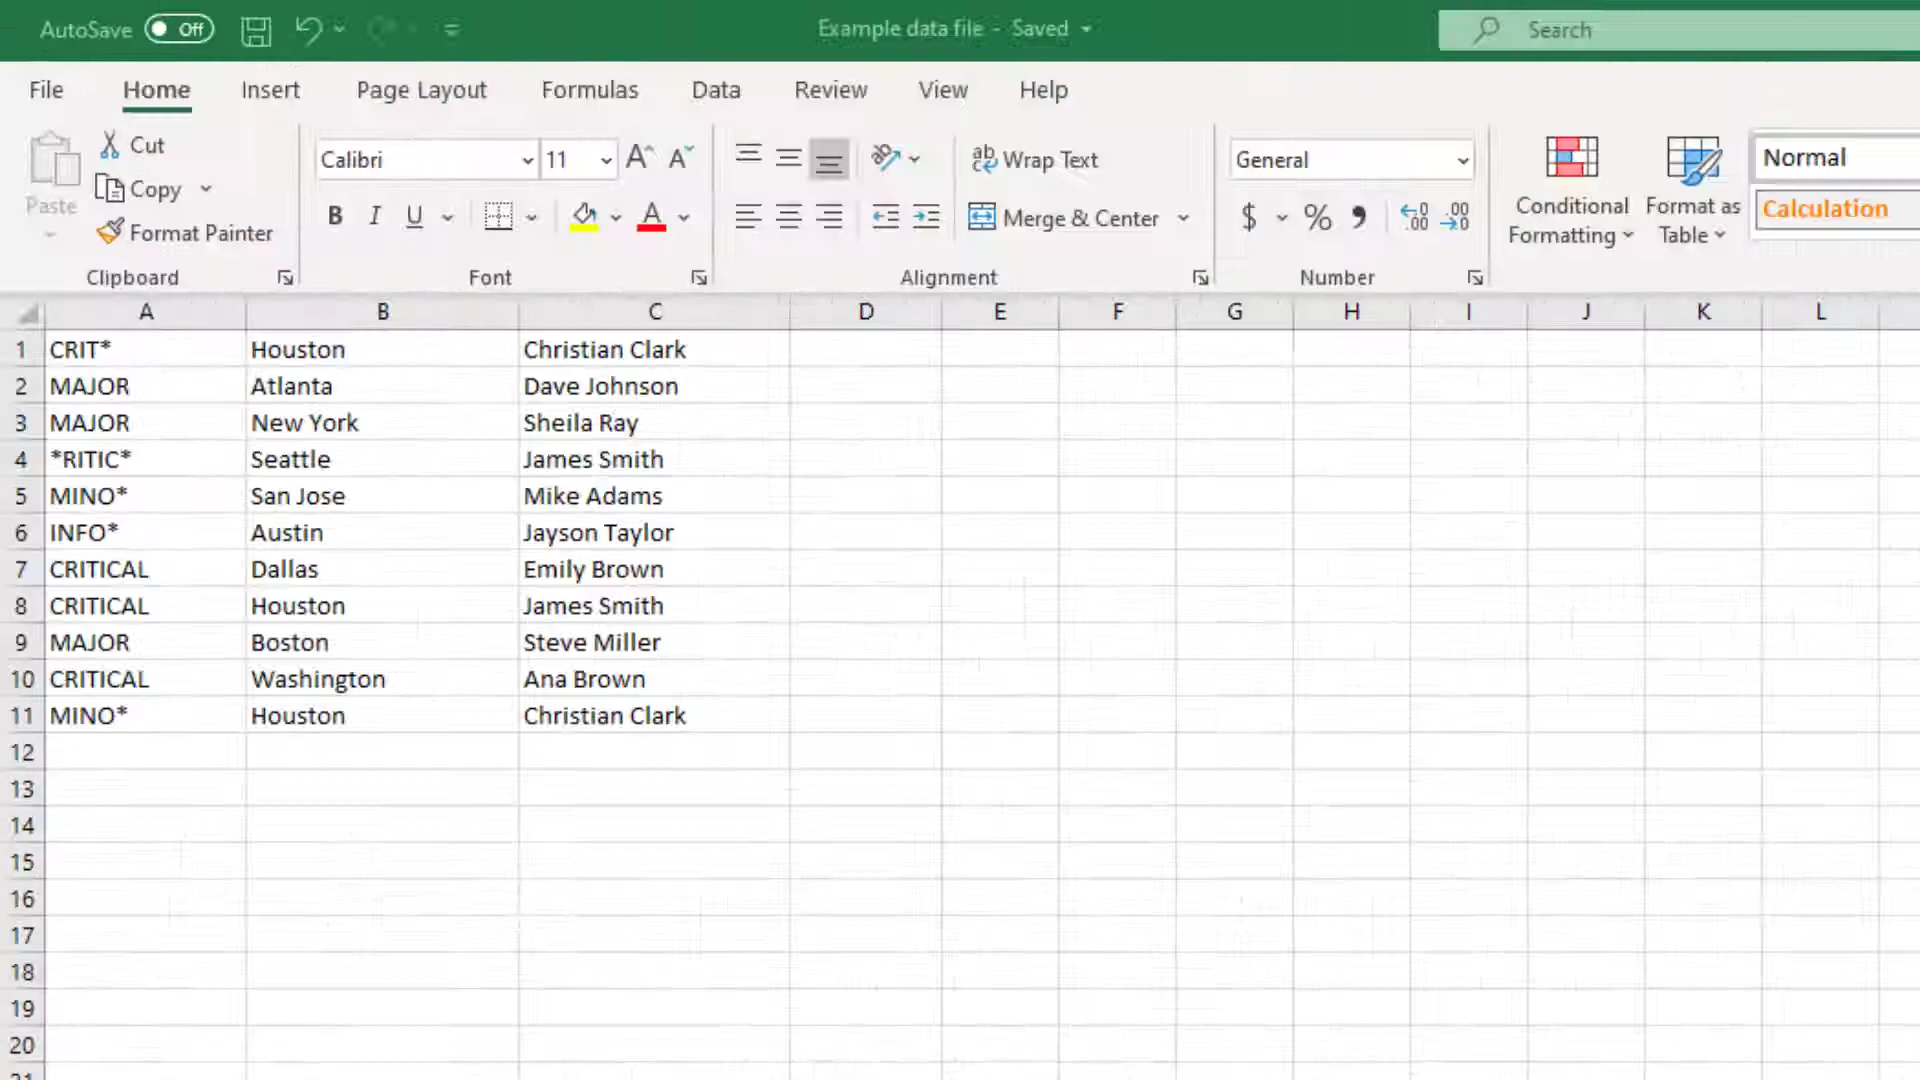 AutoSave Off Example data file - Saved Search
File Home Insert Page Layout Formulas Data Review View Help
Paste Cut Copy Format Painter Clipboard
Calibri 11 B I U A Font
ab Wrap Text Merge & Center Alignment
General $ % Number
Conditional Formatting Format as Table
Normal
Calculation
A B C D E F G H I J K L
1 CRIT* Houston Christian Clark
2 MAJOR Atlanta Dave Johnson
3 MAJOR New York Sheila Ray
4 *RITIC* Seattle James Smith
5 MINO* San Jose Mike Adams
6 INFO* Austin Jayson Taylor
7 CRITICAL Dallas Emily Brown
8 CRITICAL Houston James Smith
9 MAJOR Boston Steve Miller
10 CRITICAL Washington Ana Brown
11 MINO* Houston Christian Clark
12
13
14
15
16
17
18
19
20